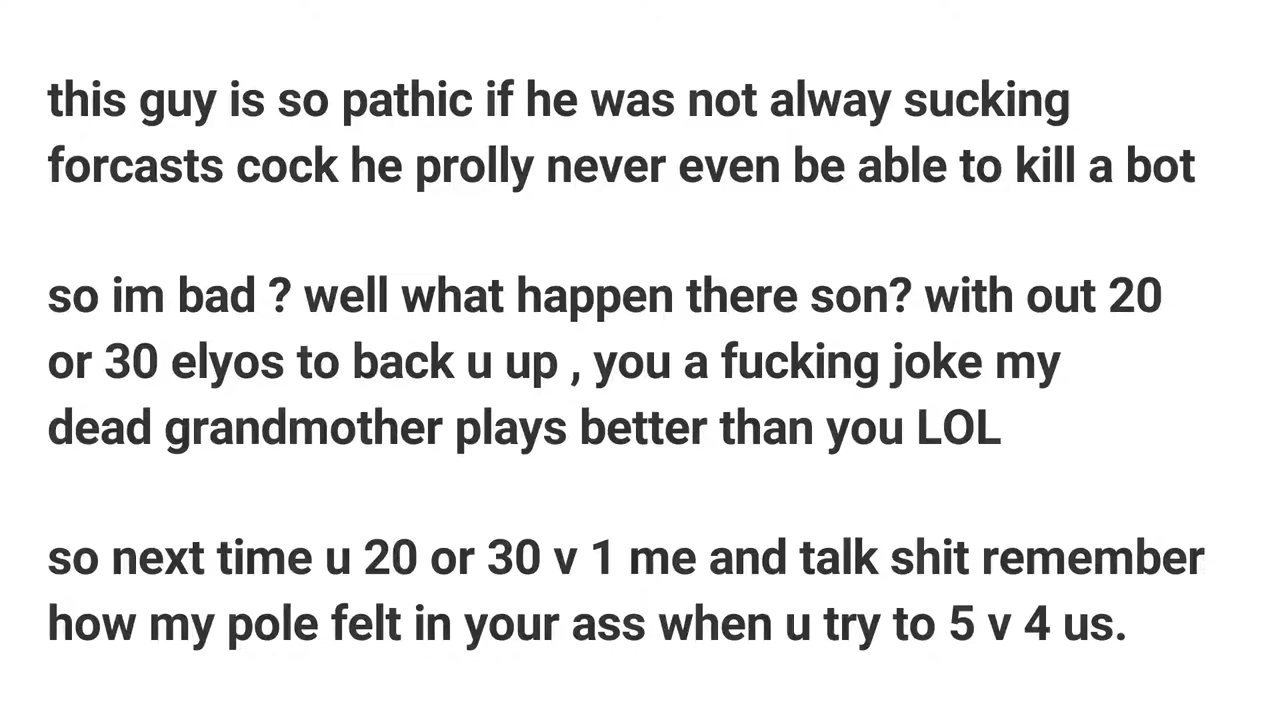 this guy is so pathic if he was not alway sucking
forcasts cock he prolly never even be able to kill a bot
so im bad ? well what happen there son? with out 20
or 30 elyos to back u up , you a fucking joke my
dead grandmother plays better than you LOL
so next time u 20 or 30 v 1 me and talk shit remember
how my pole felt in your ass when u try to 5 v 4 us.